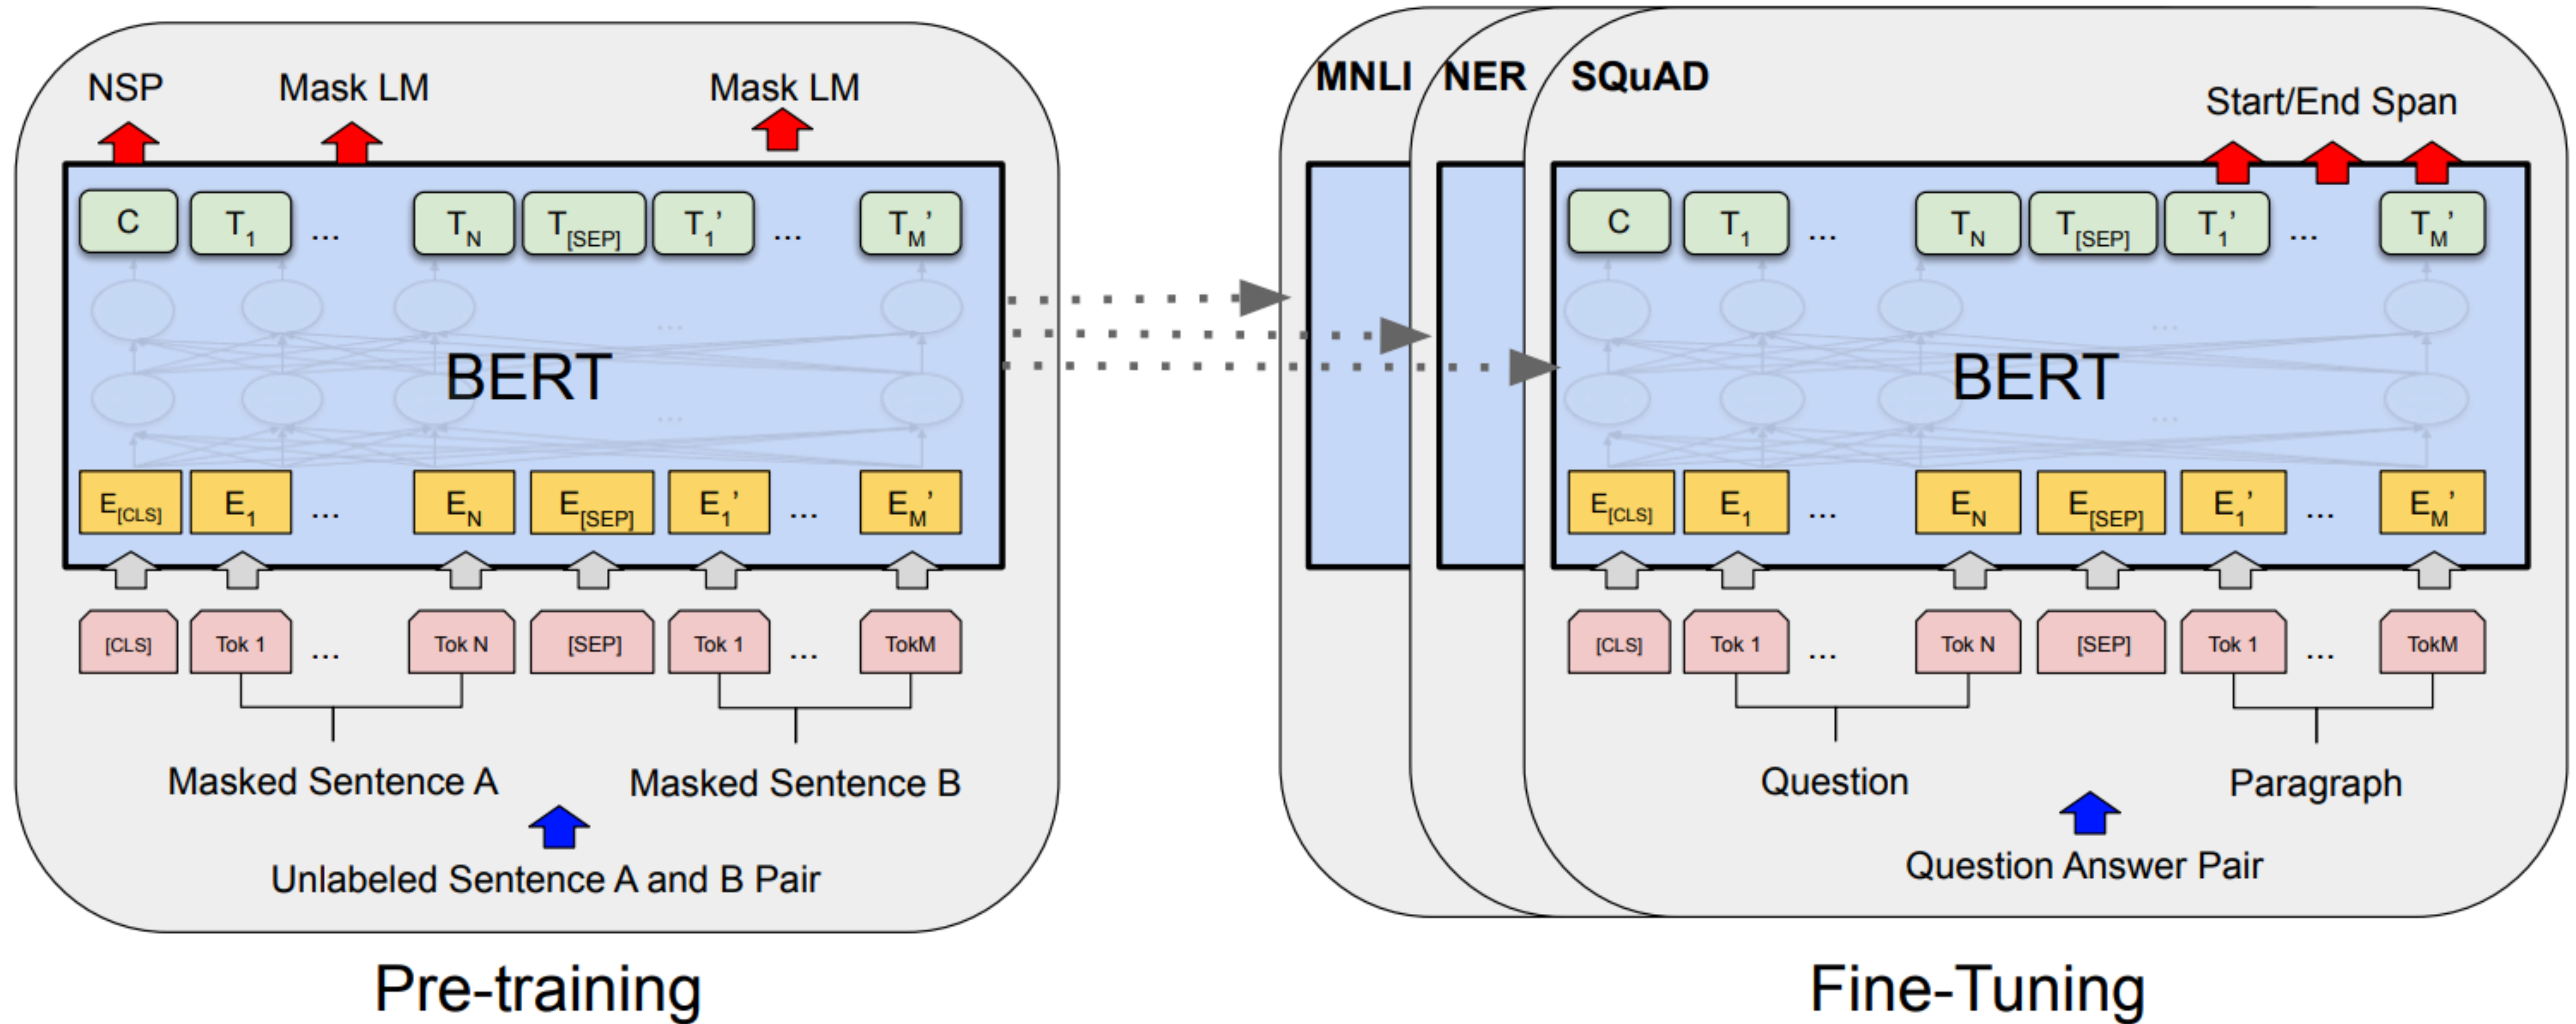 NSP Mask LM Mask LM
C T1 ... TN T[SEP] T1’ ... TM’
...
BERT
...
E[CLS] E1 ... EN E[SEP] E1’ ... EM’
[CLS] Tok 1 ... Tok N [SEP] Tok 1 ... TokM
Masked Sentence A Masked Sentence B
Unlabeled Sentence A and B Pair
Pre-training
MNLI NER SQuAD
Start/End Span
C T1 ... TN T[SEP] T1’ ... TM’
...
BERT
...
E[CLS] E1 ... EN E[SEP] E1’ ... EM’
[CLS] Tok 1 ... Tok N [SEP] Tok 1 ... TokM
Question Paragraph
Question Answer Pair
Fine-Tuning